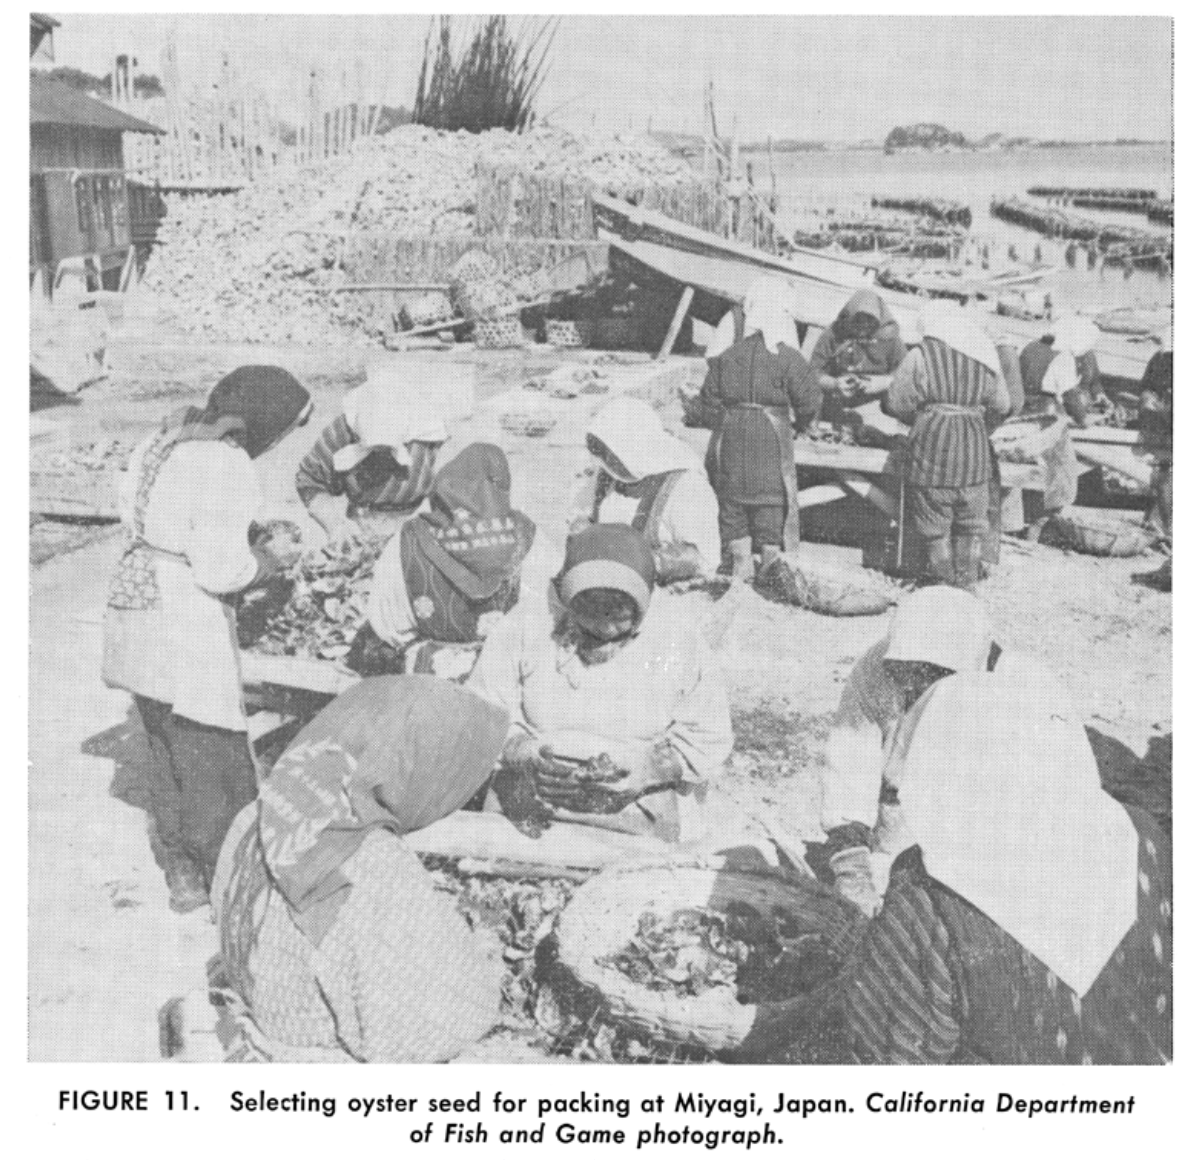 FIGURE 11. Selecting oyster seed for packing at Miyagi, Japan. California Department
of Fish and Game photograph.